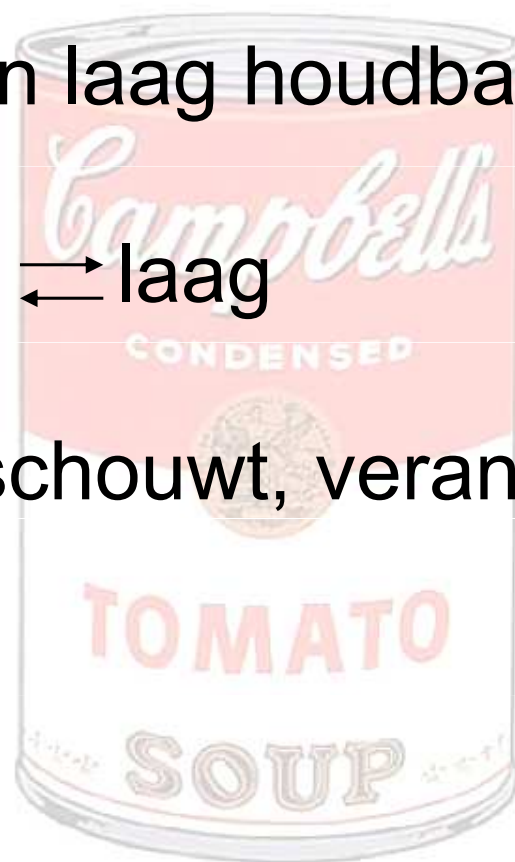 n laag houdba
Campbell's
⇄ laag
CONDENSED
schouwt, veran
TOMATO
SOUP